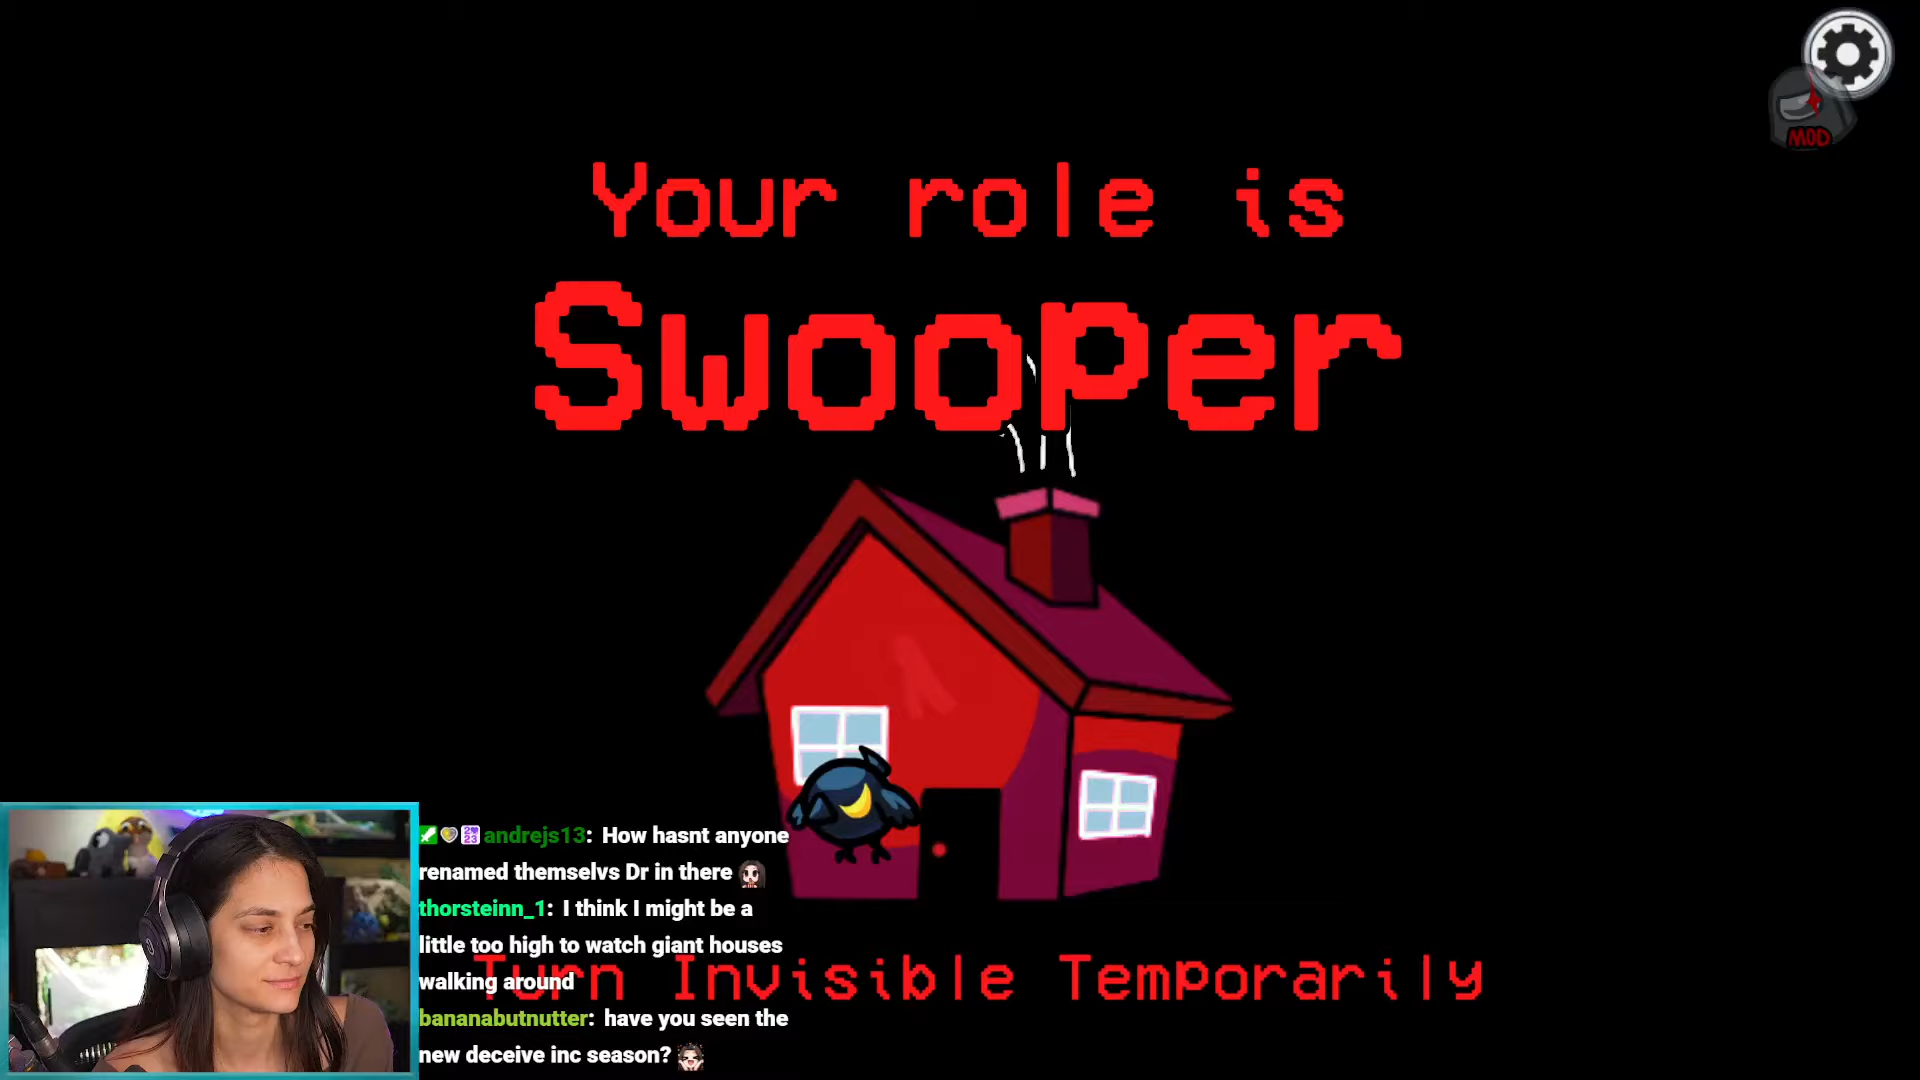 MOD
Your role is
Swooper
andrejs13: How hasnt anyone
renamed themselvs Dr in there
thorsteinn_1: I think I might be a
little too high to watch giant houses
walking around
Turn Invisible Temporarily
bananabutnutter: have you seen the
new deceive inc season?